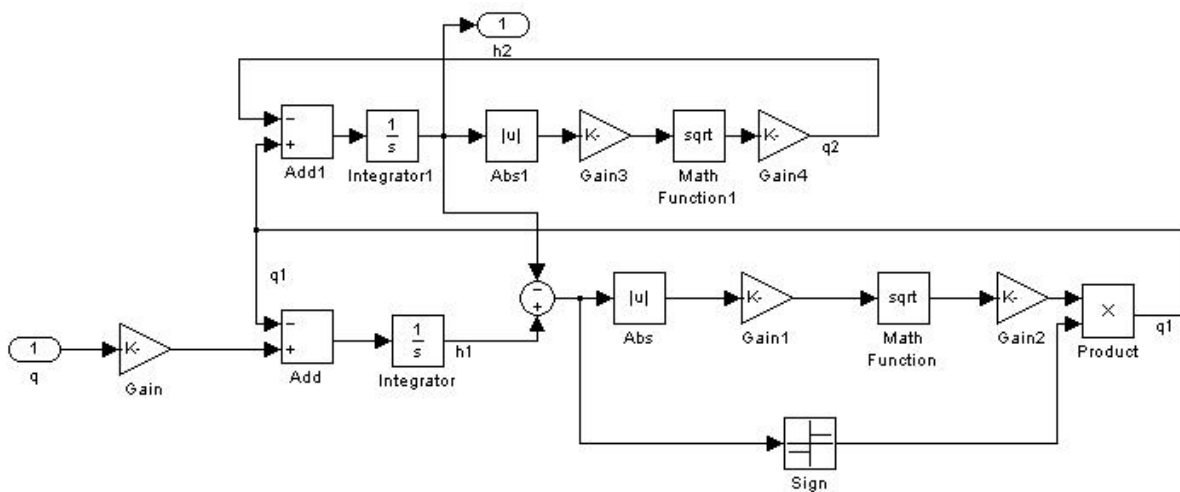 1
h2
−
+
Add1
1
s
Integrator1
|u|
Abs1
K-
Gain3
sqrt
Math
Function1
K-
Gain4
q2
q1
1
q
K-
Gain
−
+
Add
1
s
Integrator
h1
−
+
|u|
Abs
K-
Gain1
sqrt
Math
Function
K-
Gain2
×
Product
q1
Sign